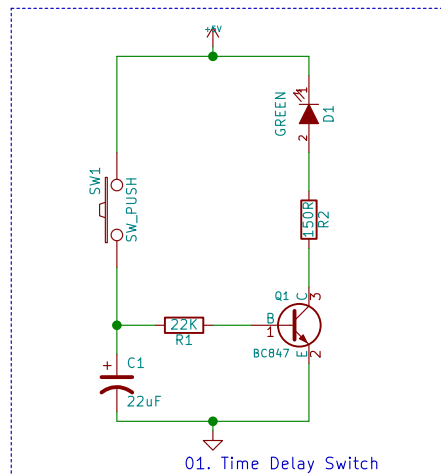 +5V
1
GREEN
D1
2
SW1
SW_PUSH
150R
R2
Q1
C
3
B
1
22K
R1
BC847
E
2
+
C1
22uF
01. Time Delay Switch